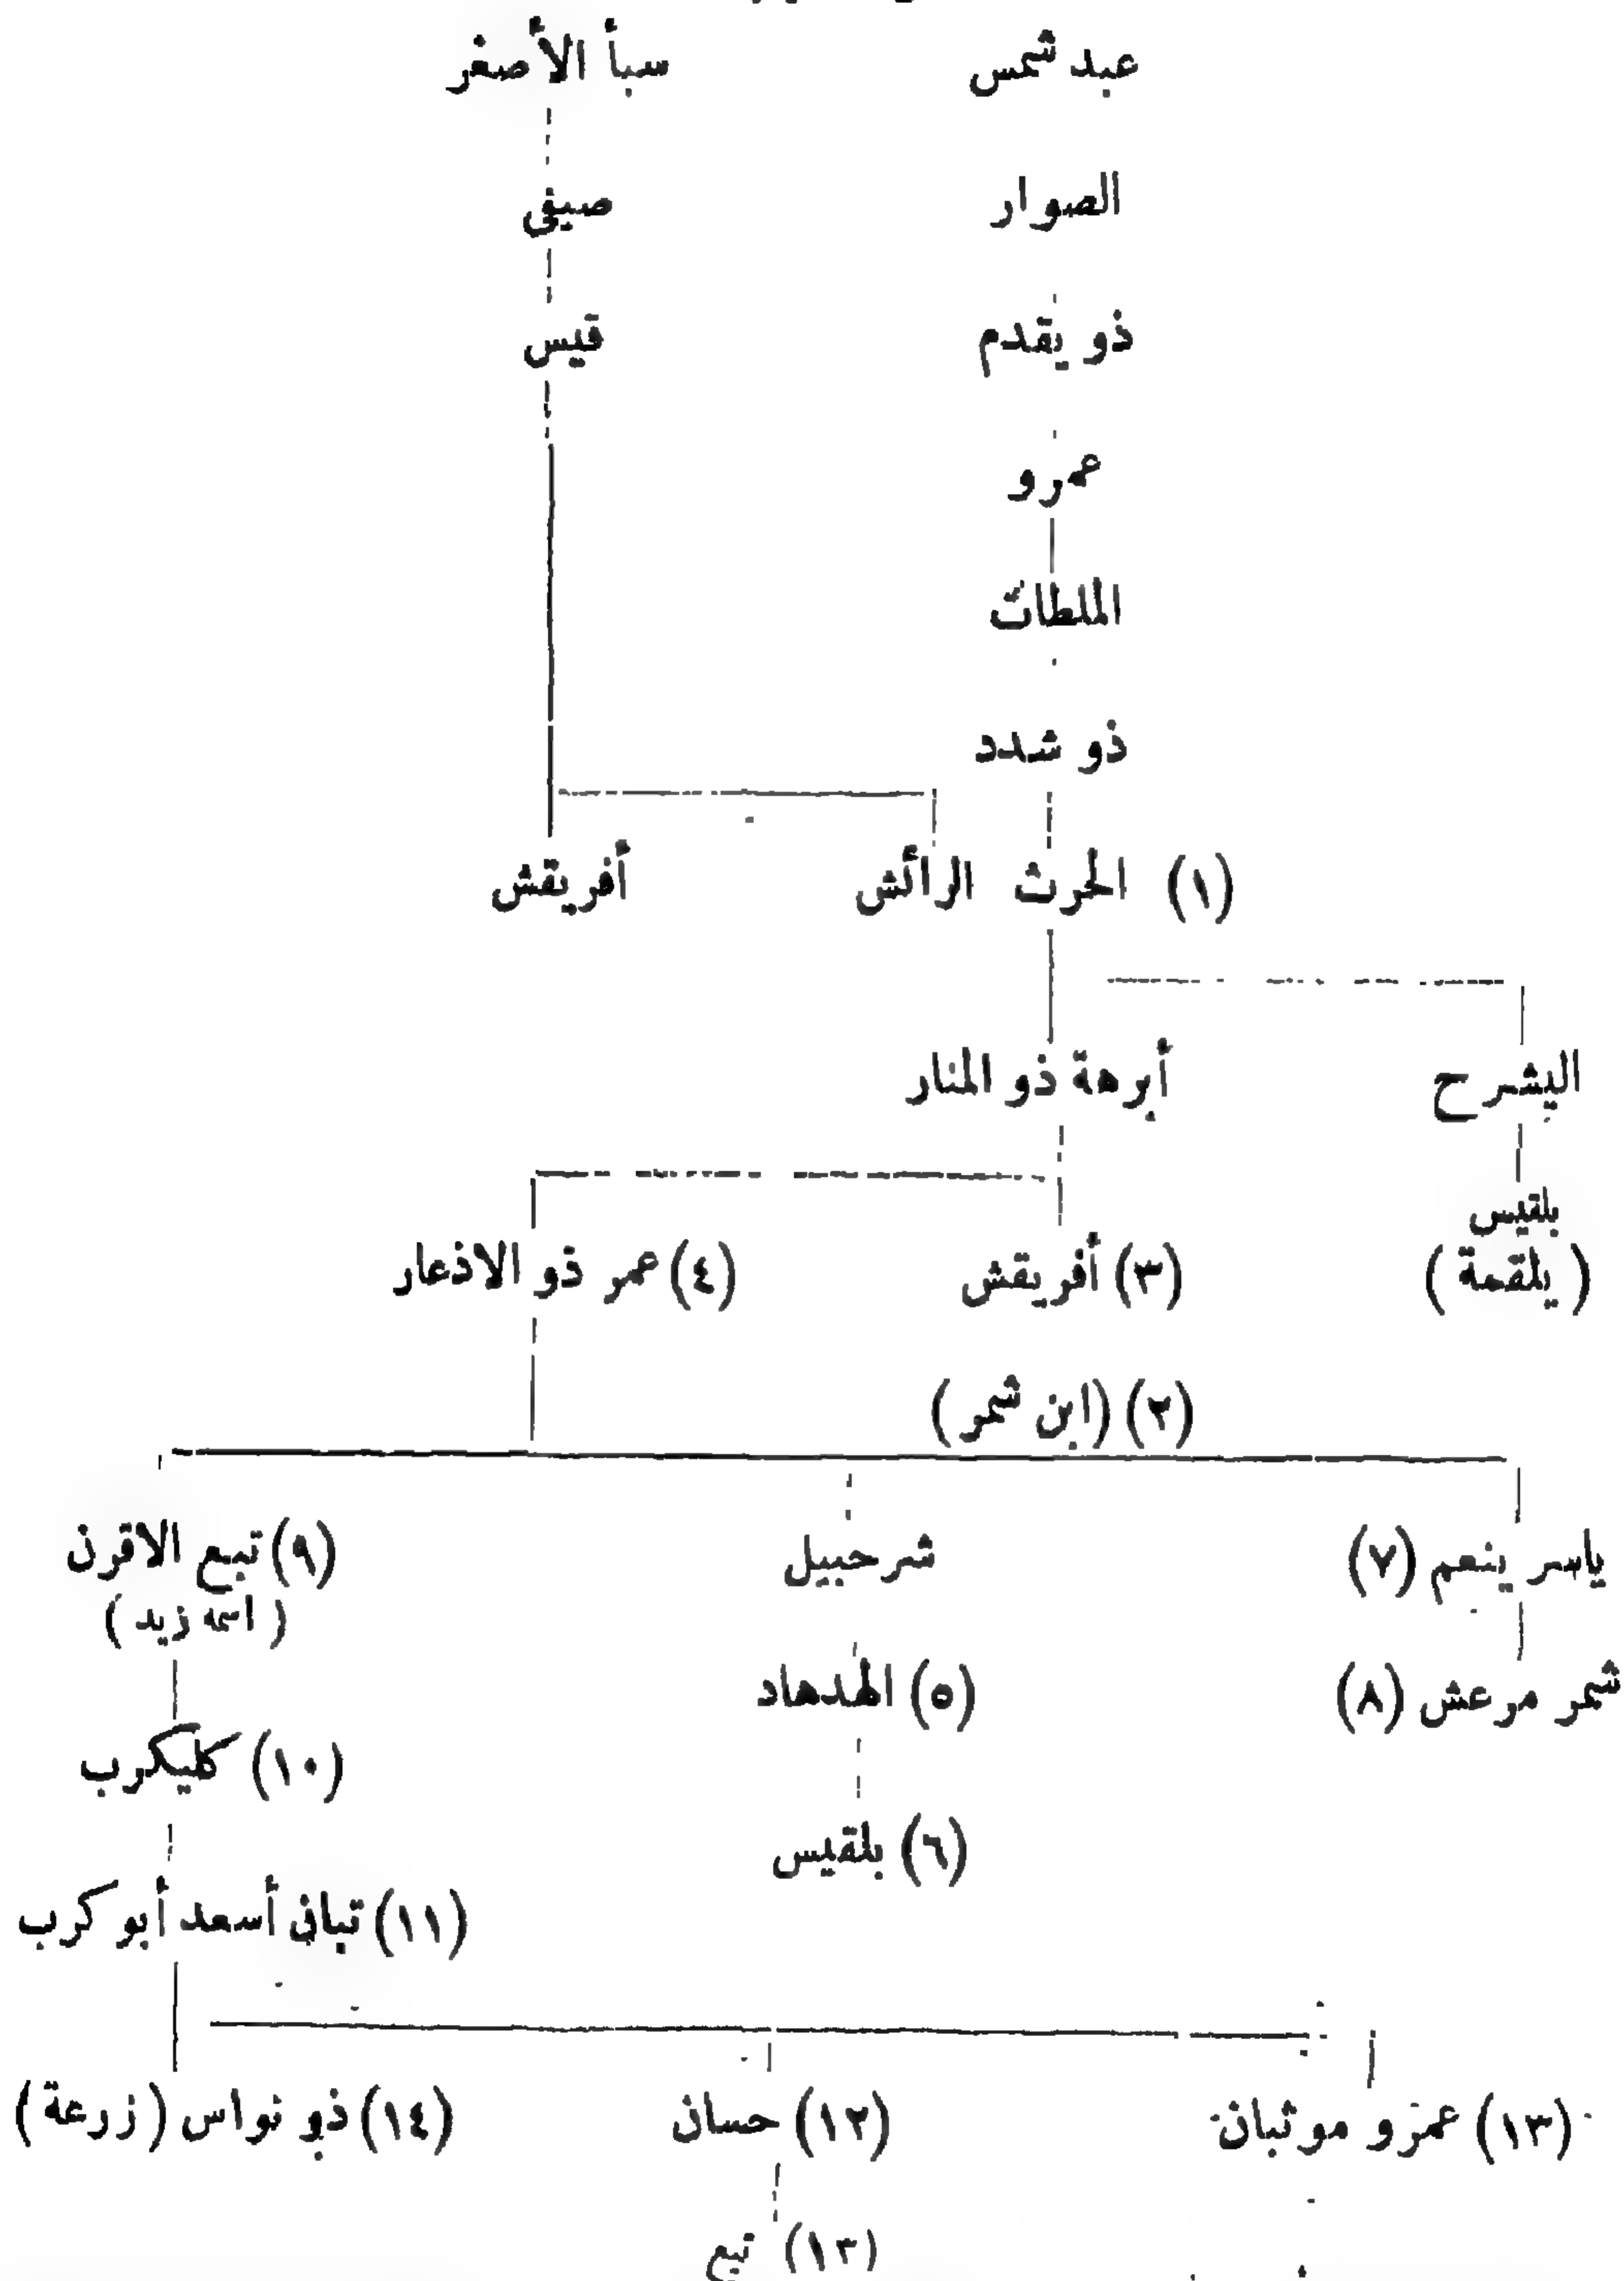 عبد شمس سبأ الأصغر
الصوار صيفى
ذو يقدم قيس
عمرو
الملطاث
ذو شدد
(١) الحرث الرائش أفريقش
أبرهة ذو المنار
اليشرح
بلقيس
(٤) عمر ذو الاذعار (٣) أفريقش (يلقمة)
(٢) (ابن شمر)
ياسر ينعم (٧) شرحبيل (٩) تبع الاقرن
(اسمه زيد)
شمر مرعش (٨) (٥) الهدهاد
(١٠) كليكرب
(٦) بلقيس
(١١) تبان أسعد أبو كرب
(١٣) عمرو موثبان (١٢) حسان (١٤) ذو نواس (زرعة)
(١٣) تبع